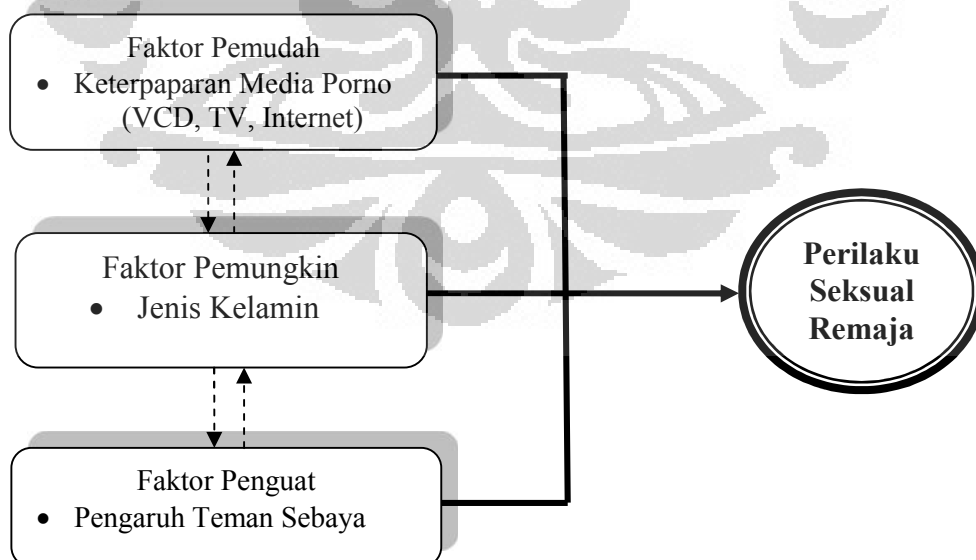 Faktor Pemudah
• Keterpaparan Media Porno
(VCD, TV, Internet)
Faktor Pemungkin
• Jenis Kelamin
Faktor Penguat
• Pengaruh Teman Sebaya
Perilaku
Seksual
Remaja